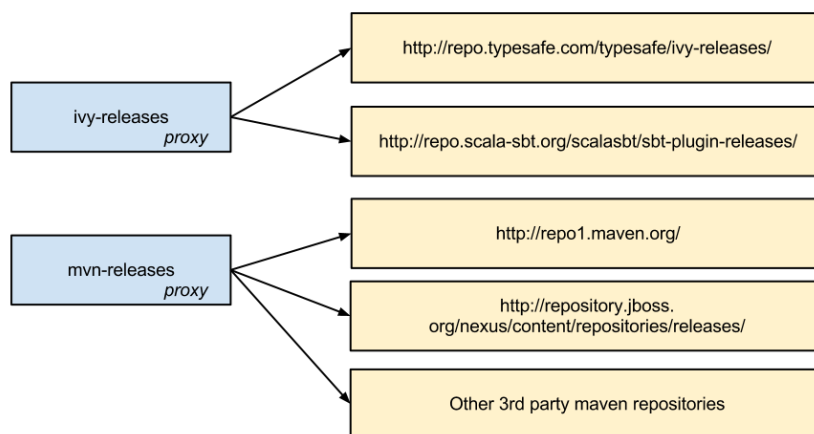 http://repo.typesafe.com/typesafe/ivy-releases/
ivy-releases
proxy
http://repo.scala-sbt.org/scalasbt/sbt-plugin-releases/
http://repo1.maven.org/
mvn-releases
proxy
http://repository.jboss.
org/nexus/content/repositories/releases/
Other 3rd party maven repositories